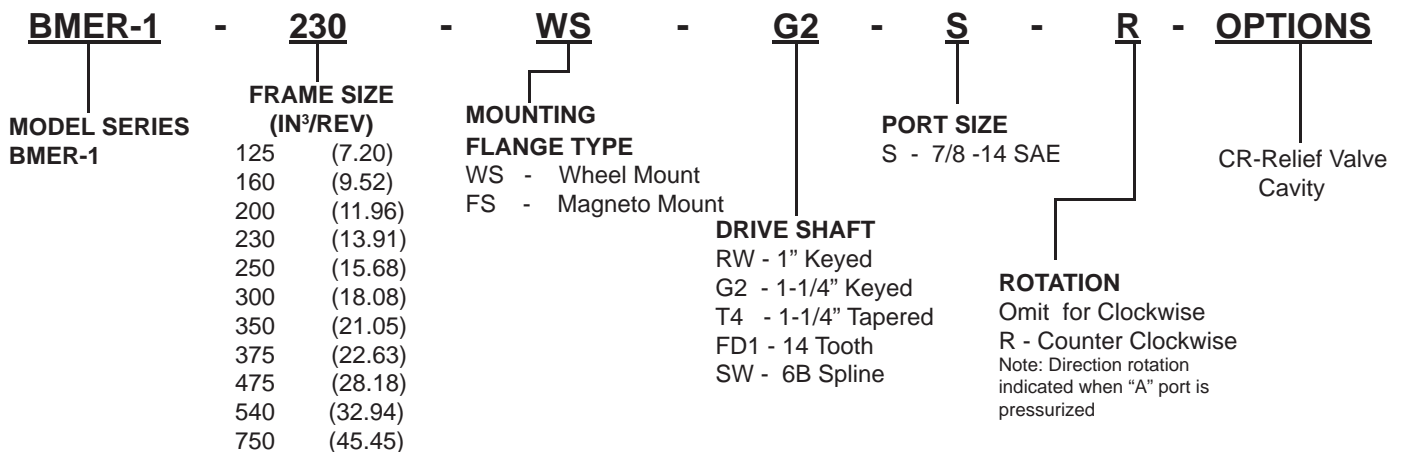 BMER-1 - 230 - WS - G2 - S - R - OPTIONS
MODEL SERIES
BMER-1
FRAME SIZE
(IN³/REV)
125 (7.20)
160 (9.52)
200 (11.96)
230 (13.91)
250 (15.68)
300 (18.08)
350 (21.05)
375 (22.63)
475 (28.18)
540 (32.94)
750 (45.45)
MOUNTING
FLANGE TYPE
WS - Wheel Mount
FS - Magneto Mount
DRIVE SHAFT
RW - 1” Keyed
G2 - 1-1/4” Keyed
T4 - 1-1/4” Tapered
FD1 - 14 Tooth
SW - 6B Spline
PORT SIZE
S - 7/8 -14 SAE
ROTATION
Omit for Clockwise
R - Counter Clockwise
Note: Direction rotation
indicated when “A” port is
pressurized
CR-Relief Valve
Cavity